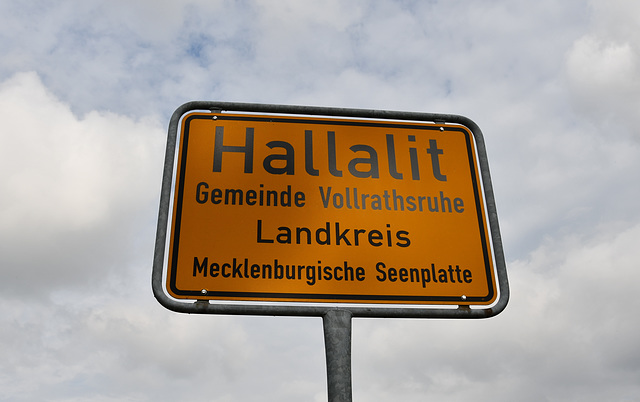 Hallalit
Gemeinde Vollrathsruhe
Landkreis
Mecklenburgische Seenplatte